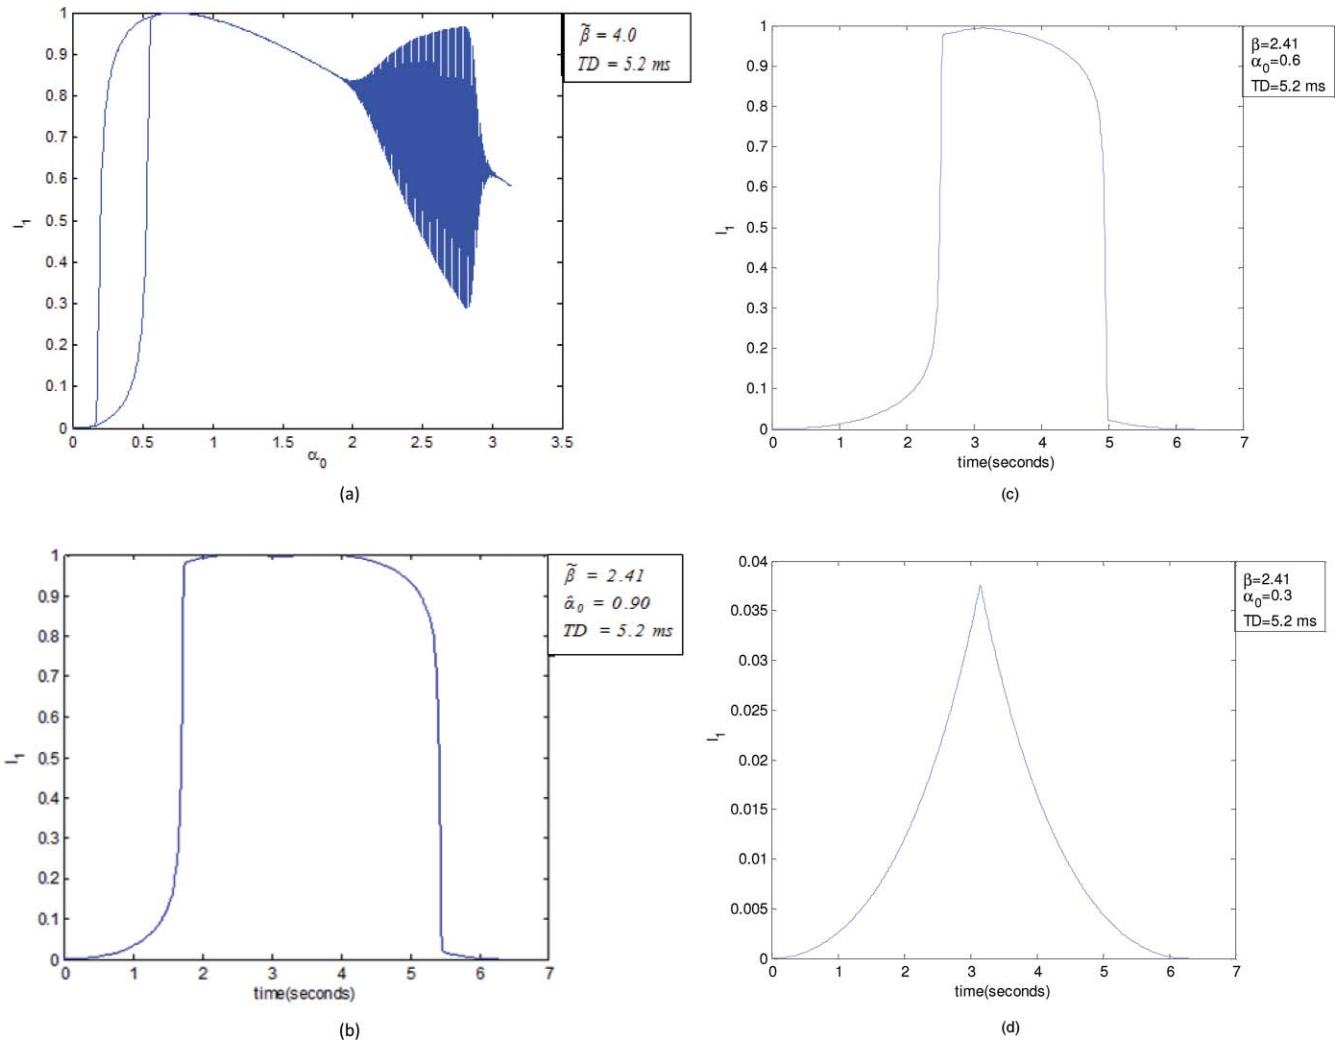 1
0.9
0.8
0.7
0.6
0.5
0.4
0.3
0.2
0.1
0
I₁
0 0.5 1 1.5 2 2.5 3 3.5
α₀
β̃ = 4.0
TD = 5.2 ms
(a)
1
0.9
0.8
0.7
0.6
0.5
0.4
0.3
0.2
0.1
0
I₁
0 1 2 3 4 5 6 7
time(seconds)
β=2.41
α₀=0.6
TD=5.2 ms
(c)
1
0.9
0.8
0.7
0.6
0.5
0.4
0.3
0.2
0.1
0
I₁
0 1 2 3 4 5 6 7
time(seconds)
β̃ = 2.41
α̂₀ = 0.90
TD = 5.2 ms
(b)
0.04
0.035
0.03
0.025
0.02
0.015
0.01
0.005
0
I₁
0 1 2 3 4 5 6 7
time(seconds)
β=2.41
α₀=0.3
TD=5.2 ms
(d)